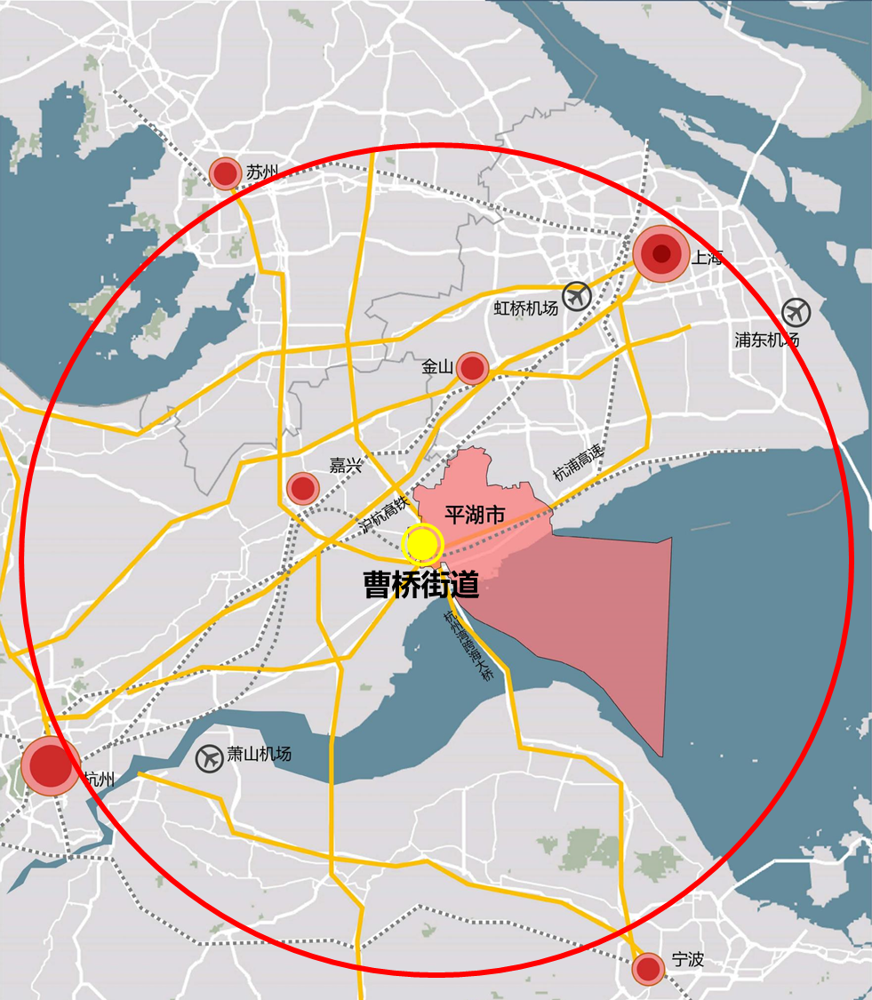 苏州
上海
虹桥机场
浦东机场
金山
嘉兴
杭浦高速
沪杭高铁
平湖市
曹桥街道
杭州湾跨海大桥
萧山机场
杭州
宁波